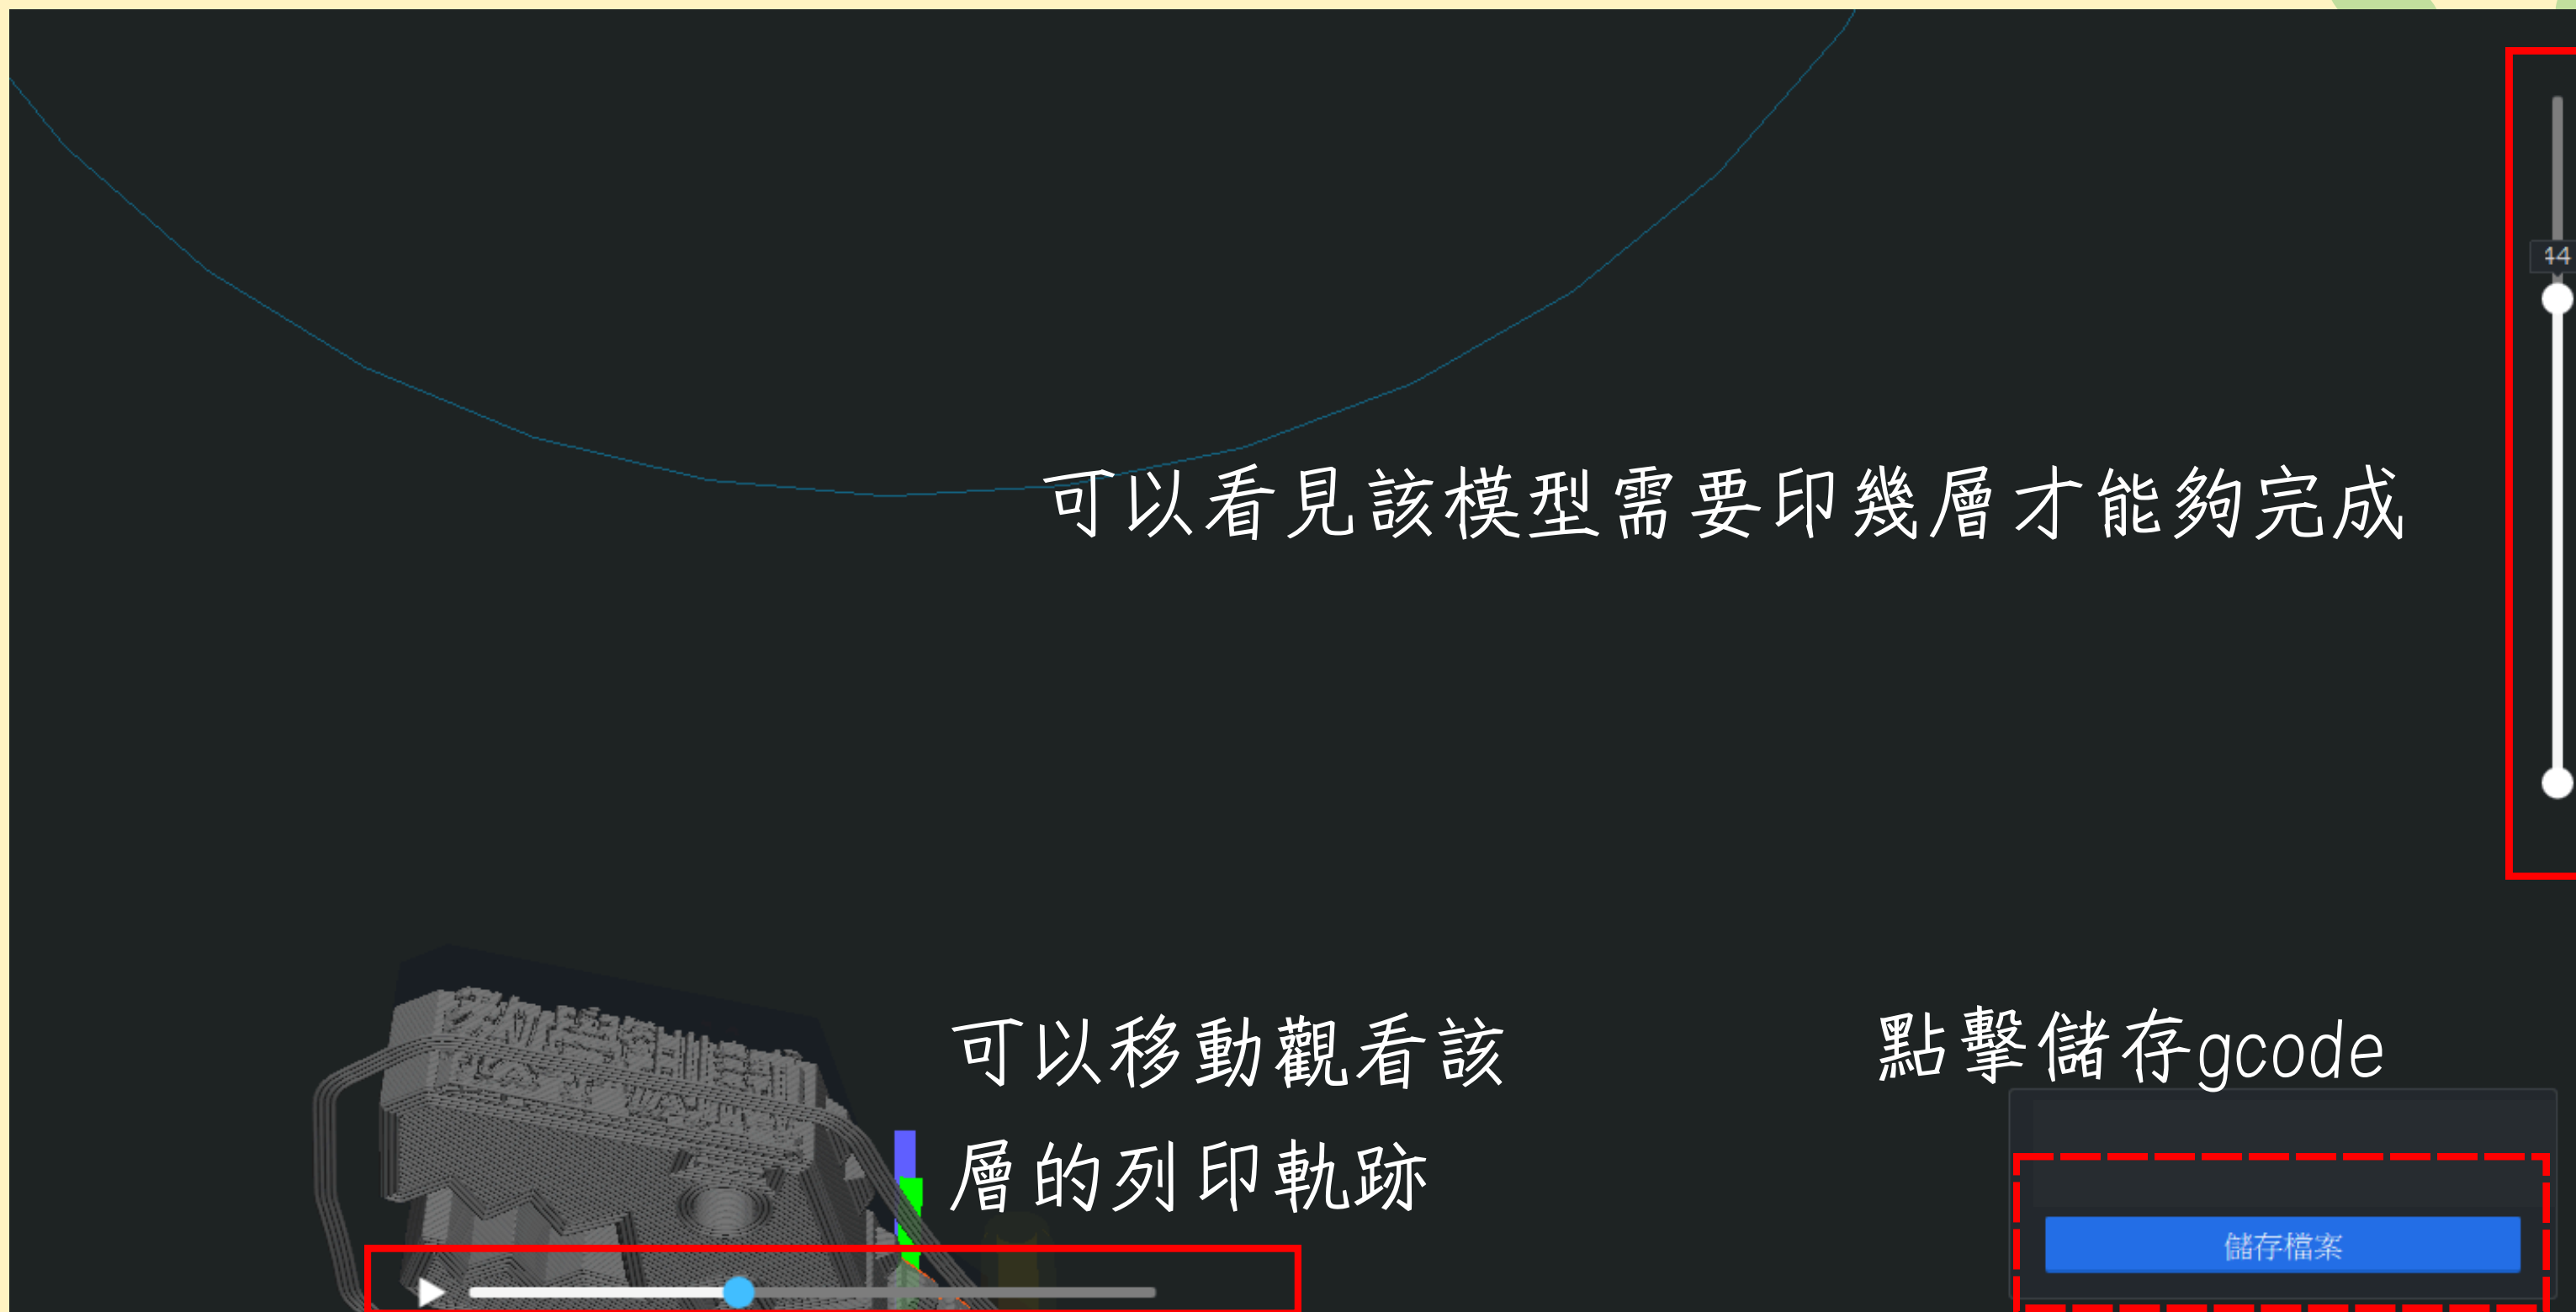 44
可以看見該模型需要印幾層才能夠完成
可以移動觀看該
層的列印軌跡
點擊儲存gcode
儲存檔案